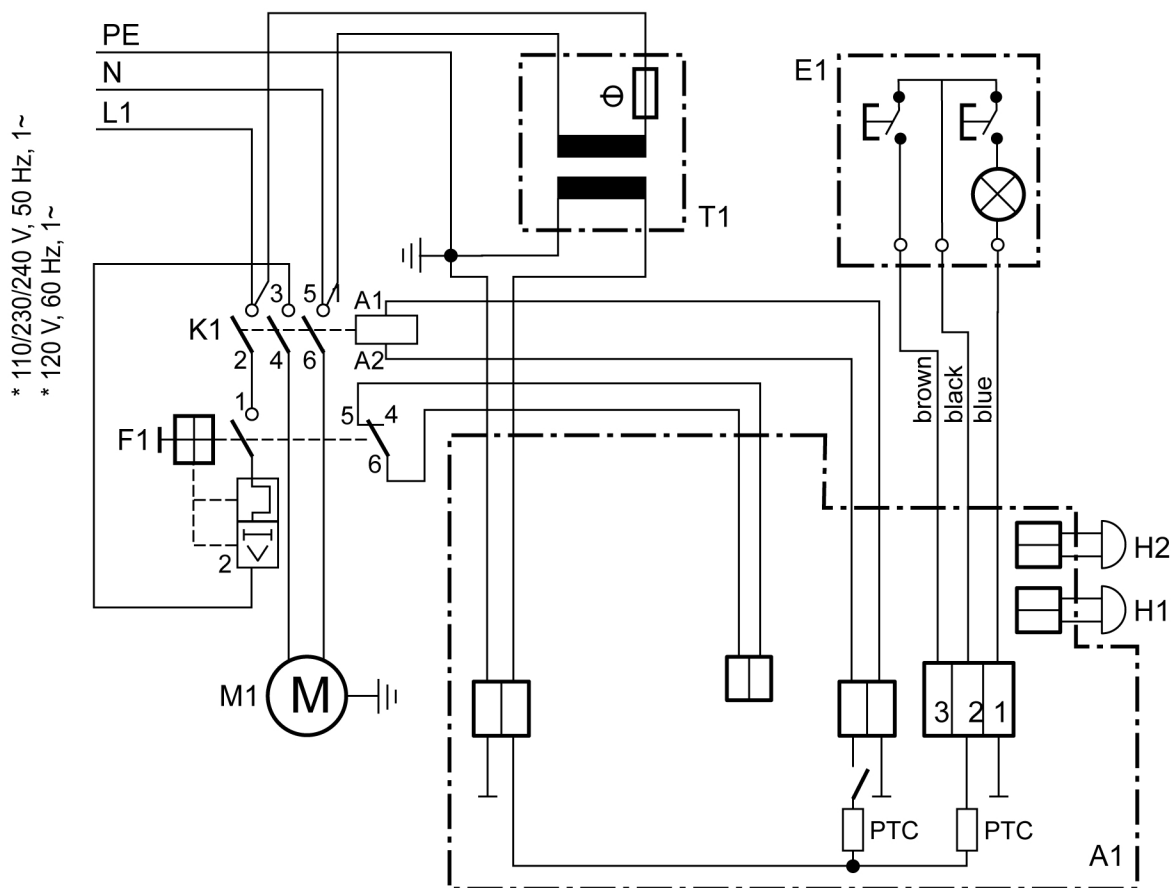 PE
N
L1
* 110/230/240 V, 50 Hz, 1~
* 120 V, 60 Hz, 1~
T1
E1
3
5
1
A1
K1
2
4
6
A2
1
5
4
F1
6
2
brown
black
blue
H2
H1
M1
M
3
2
1
PTC
PTC
A1